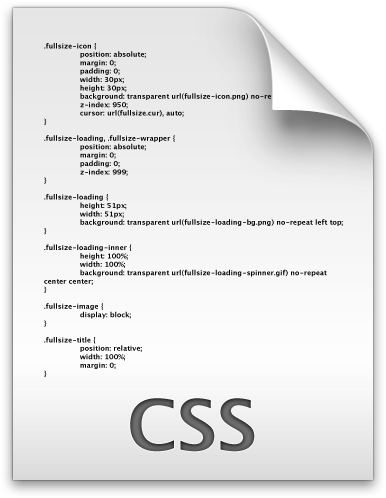 .fullsize-icon {
position: absolute;
margin: 0;
padding: 0;
width: 30px;
height: 30px;
background: transparent url(fullsize-icon.png) no-re
z-index: 950;
cursor: url(fullsize.cur), auto;
}
.fullsize-loading, .fullsize-wrapper {
position: absolute;
margin: 0;
padding: 0;
z-index: 999;
}
.fullsize-loading {
height: 51px;
width: 51px;
background: transparent url(fullsize-loading-bg.png) no-repeat left top;
}
.fullsize-loading-inner {
height: 100%;
width: 100%;
background: transparent url(fullsize-loading-spinner.gif) no-repeat
center center;
}
.fullsize-image {
display: block;
}
.fullsize-title {
position: relative;
width: 100%;
margin: 0;
}
CSS